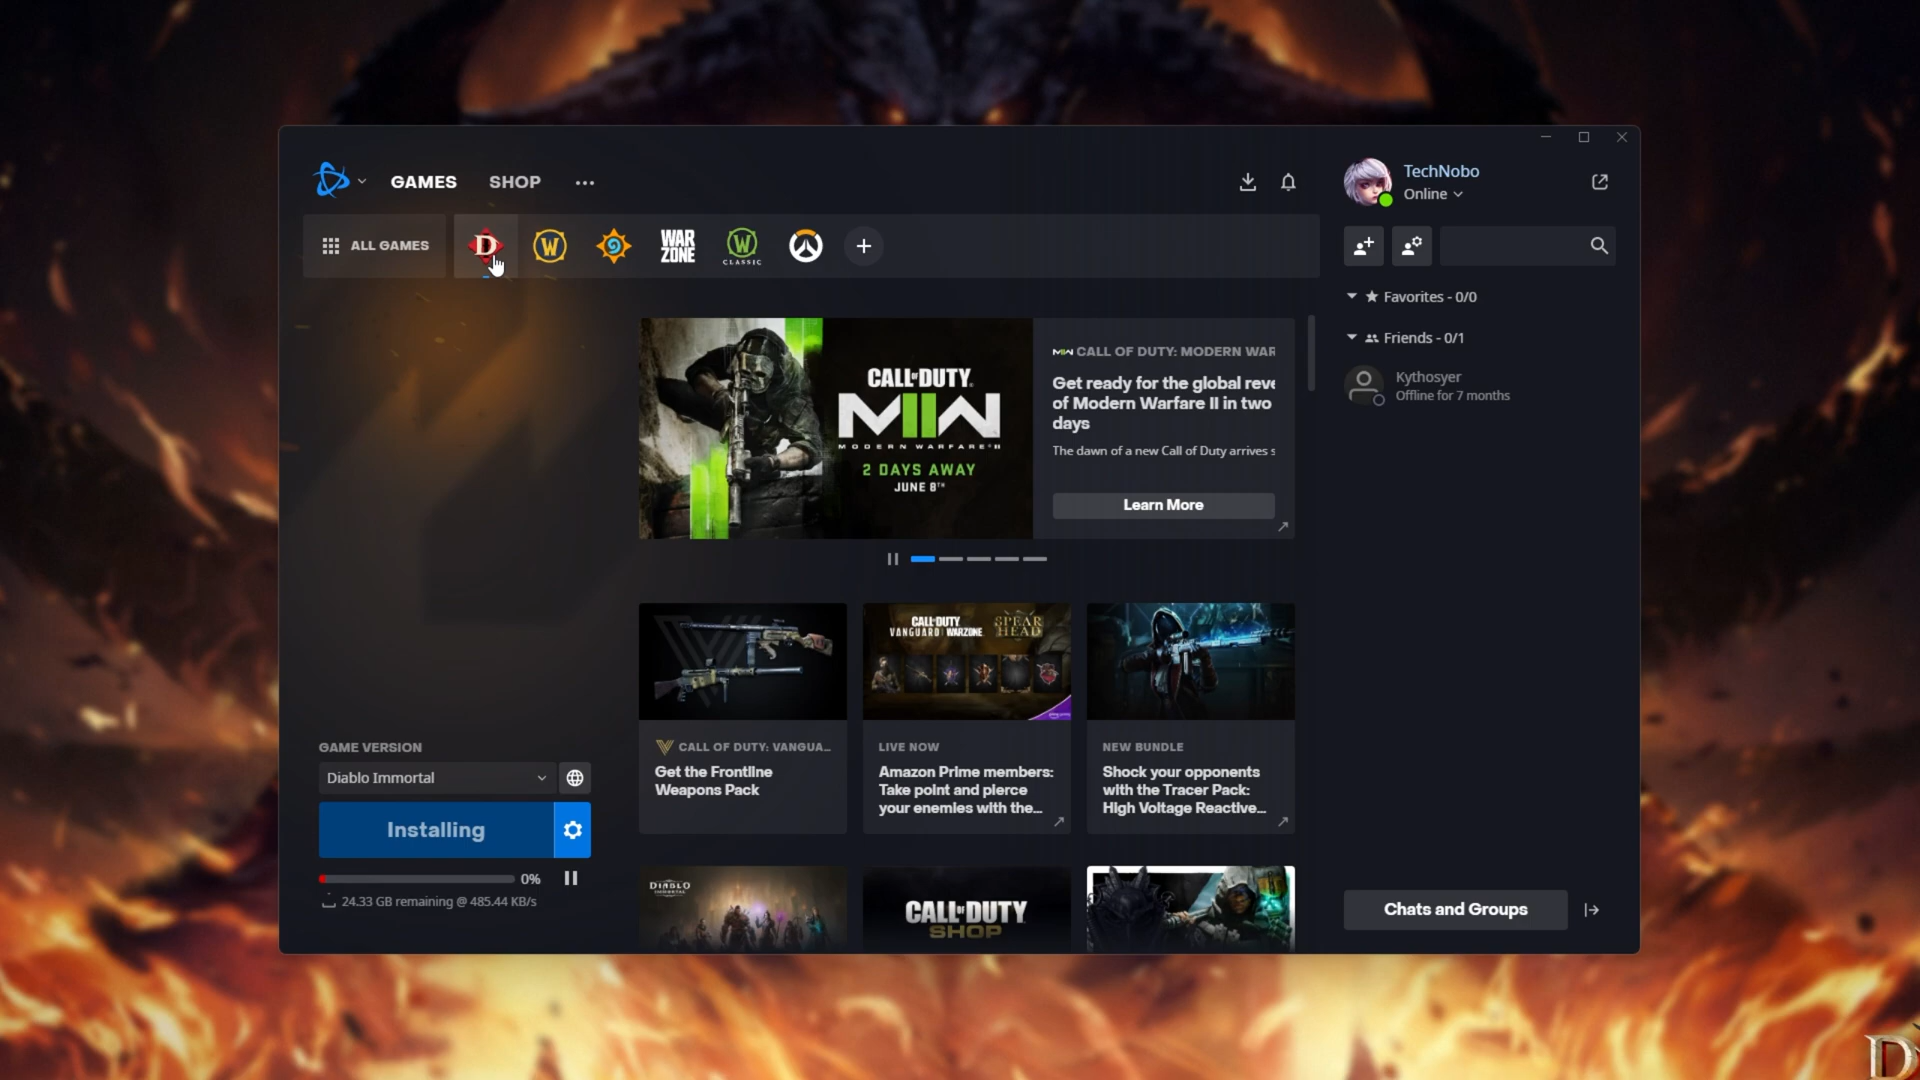 GAMES
SHOP
TechNobo
Online
ALL GAMES
WAR
ZONE
CLASSIC
Favorites - 0/0
Friends - 0/1
Kythosyer
Offline for 7 months
CALL OF DUTY
MWII
MODERN WARFARE II
2 DAYS AWAY
JUNE 8TH
MWII CALL OF DUTY: MODERN WAR
Get ready for the global reve
of Modern Warfare II in two
days
The dawn of a new Call of Duty arrives s
Learn More
CALL OF DUTY
VANGUARD | WARZONE
SPEAR
HEAD
CALL OF DUTY: VANGUA...
Get the Frontline
Weapons Pack
LIVE NOW
Amazon Prime members:
Take point and pierce
your enemies with the...
NEW BUNDLE
Shock your opponents
with the Tracer Pack:
High Voltage Reactive...
GAME VERSION
Diablo Immortal
Installing
0%
24.33 GB remaining @ 485.44 KB/s
DIABLO
IMMORTAL
CALL OF DUTY
SHOP
Chats and Groups
D